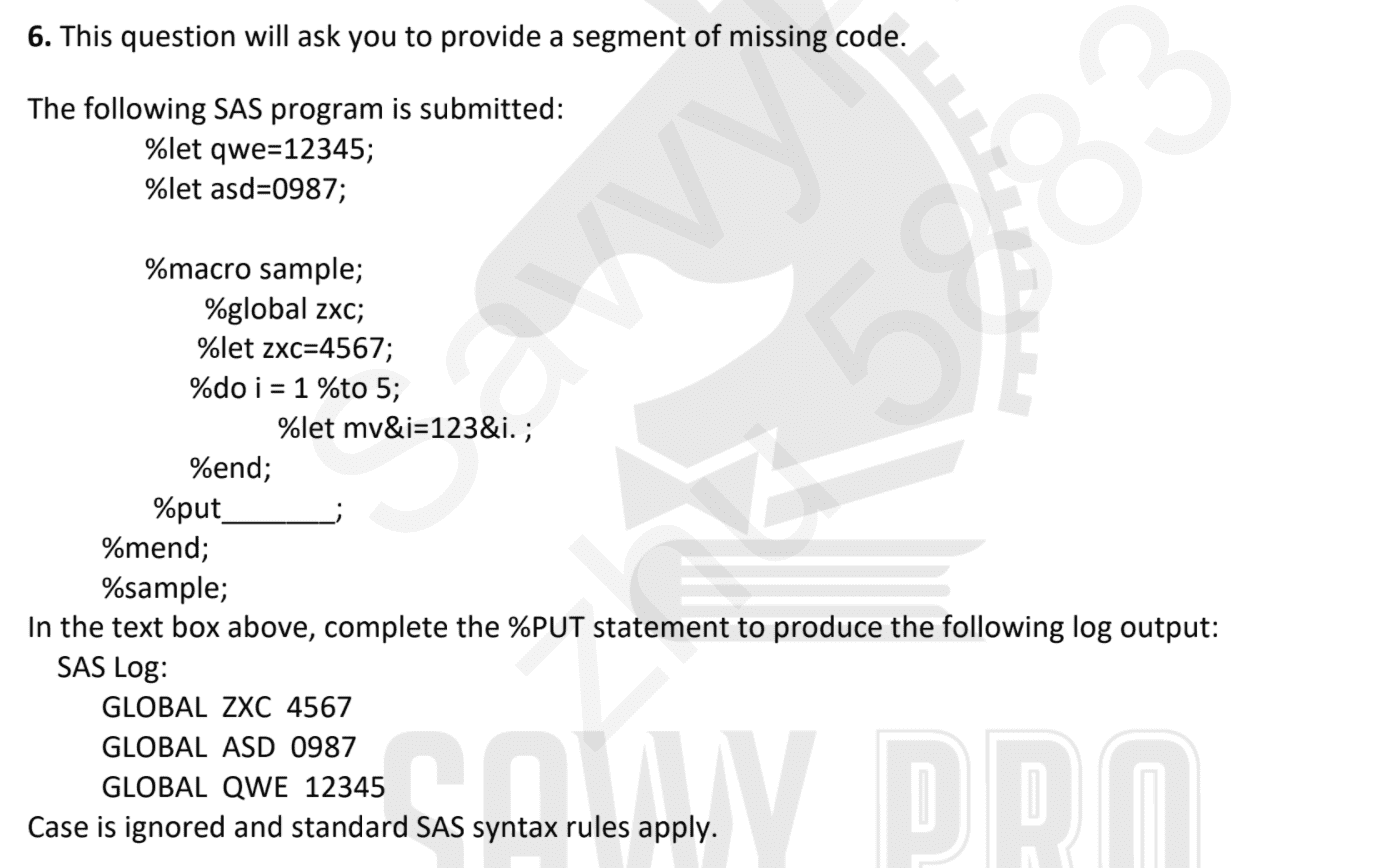 6. This question will ask you to provide a segment of missing code.
The following SAS program is submitted:
%let qwe=12345;
%let asd=0987;
%macro sample;
%global zxc;
%let zxc=4567;
%do i = 1 %to 5;
%let mv&i=123&i. ;
%end;
%put_______;
%mend;
%sample;
In the text box above, complete the %PUT statement to produce the following log output:
SAS Log:
GLOBAL ZXC 4567
GLOBAL ASD 0987
GLOBAL QWE 12345
Case is ignored and standard SAS syntax rules apply.
SAVVY PRO
zhu 5883